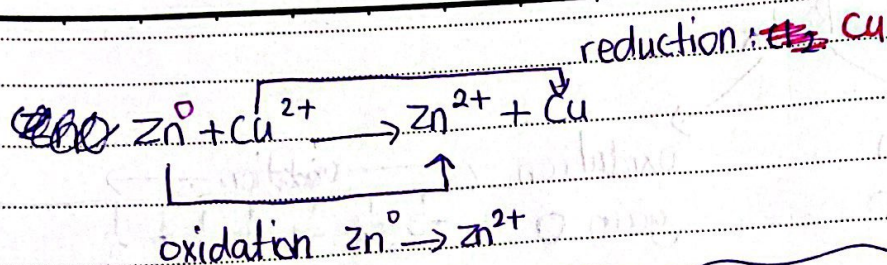 reduction: Cu
Zn⁰ + Cu²⁺ → Zn²⁺ + Cu
oxidation Zn⁰ → Zn²⁺